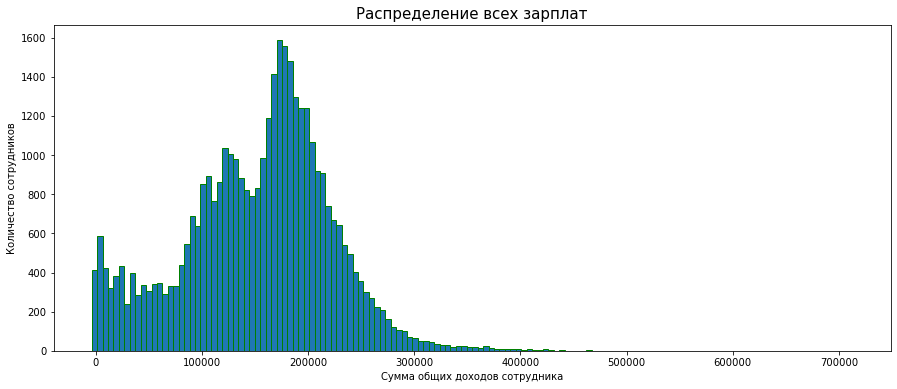 Распределение всех зарплат
1600
1400
1200
1000
800
600
400
200
0
Количество сотрудников
0 100000 200000 300000 400000 500000 600000 700000
Сумма общих доходов сотрудника